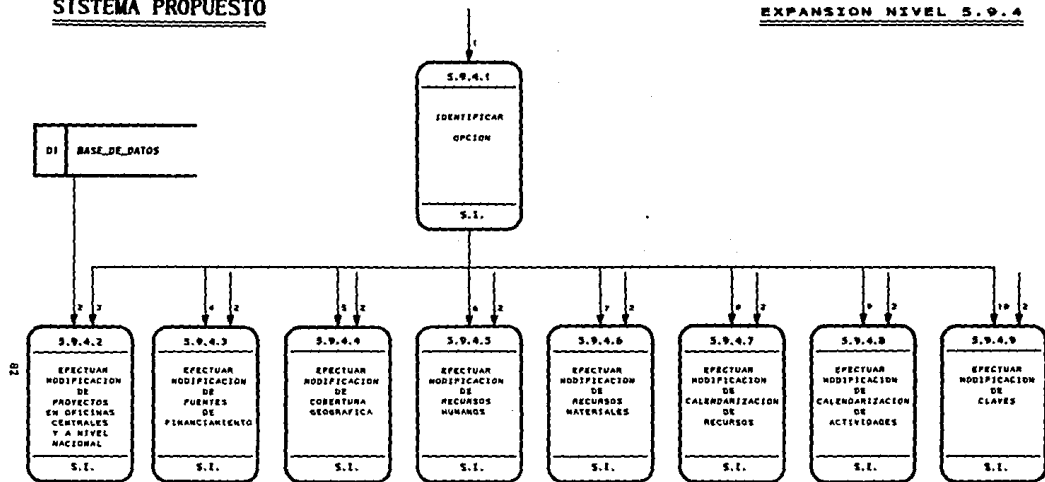 SISTEMA PROPUESTO
EXPANSION NIVEL 5.9.4
1
5.9.4.1
IDENTIFICAR
OPCION
S.I.
D1 BASE_DE_DATOS
2 3
4 2
5 2
6 2
7 2
8 2
9 2
10 2
5.9.4.2
EFECTUAR
MODIFICACION
DE
PROYECTOS
EN OFICINAS
CENTRALES
Y A NIVEL
NACIONAL
S.I.
5.9.4.3
EFECTUAR
MODIFICACION
DE
FUENTES
DE
FINANCIAMIENTO
S.I.
5.9.4.4
EFECTUAR
MODIFICACION
DE
COBERTURA
GEOGRAFICA
S.I.
5.9.4.5
EFECTUAR
MODIFICACION
DE
RECURSOS
HUMANOS
S.I.
5.9.4.6
EFECTUAR
MODIFICACION
DE
RECURSOS
MATERIALES
S.I.
5.9.4.7
EFECTUAR
MODIFICACION
DE
CALENDARIZACION
DE
RECURSOS
S.I.
5.9.4.8
EFECTUAR
MODIFICACION
DE
CALENDARIZACION
DE
ACTIVIDADES
S.I.
5.9.4.9
EFECTUAR
MODIFICACION
DE
CLAVES
S.I.